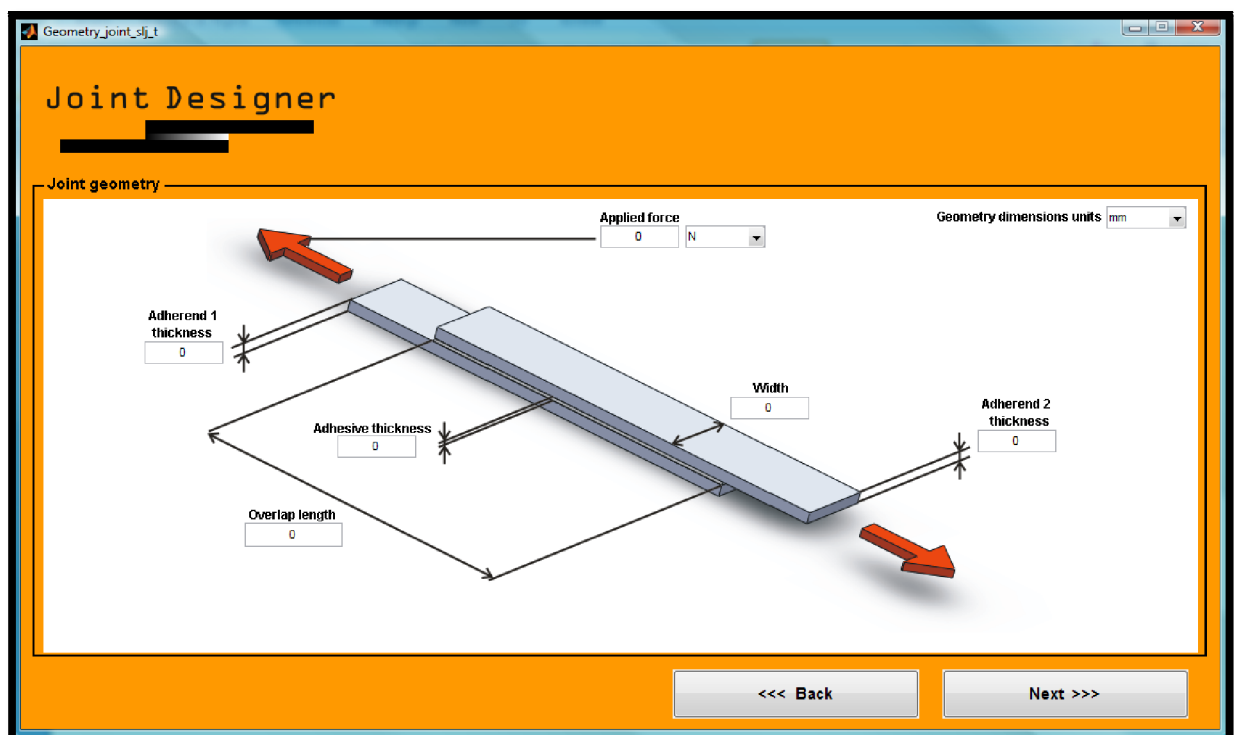 Geometry_joint_slj_t
Joint Designer
Joint geometry
Applied force
0 N
Geometry dimensions units mm
Adherend 1
thickness
0
Width
0
Adherend 2
thickness
0
Adhesive thickness
0
Overlap length
0
<<< Back
Next >>>